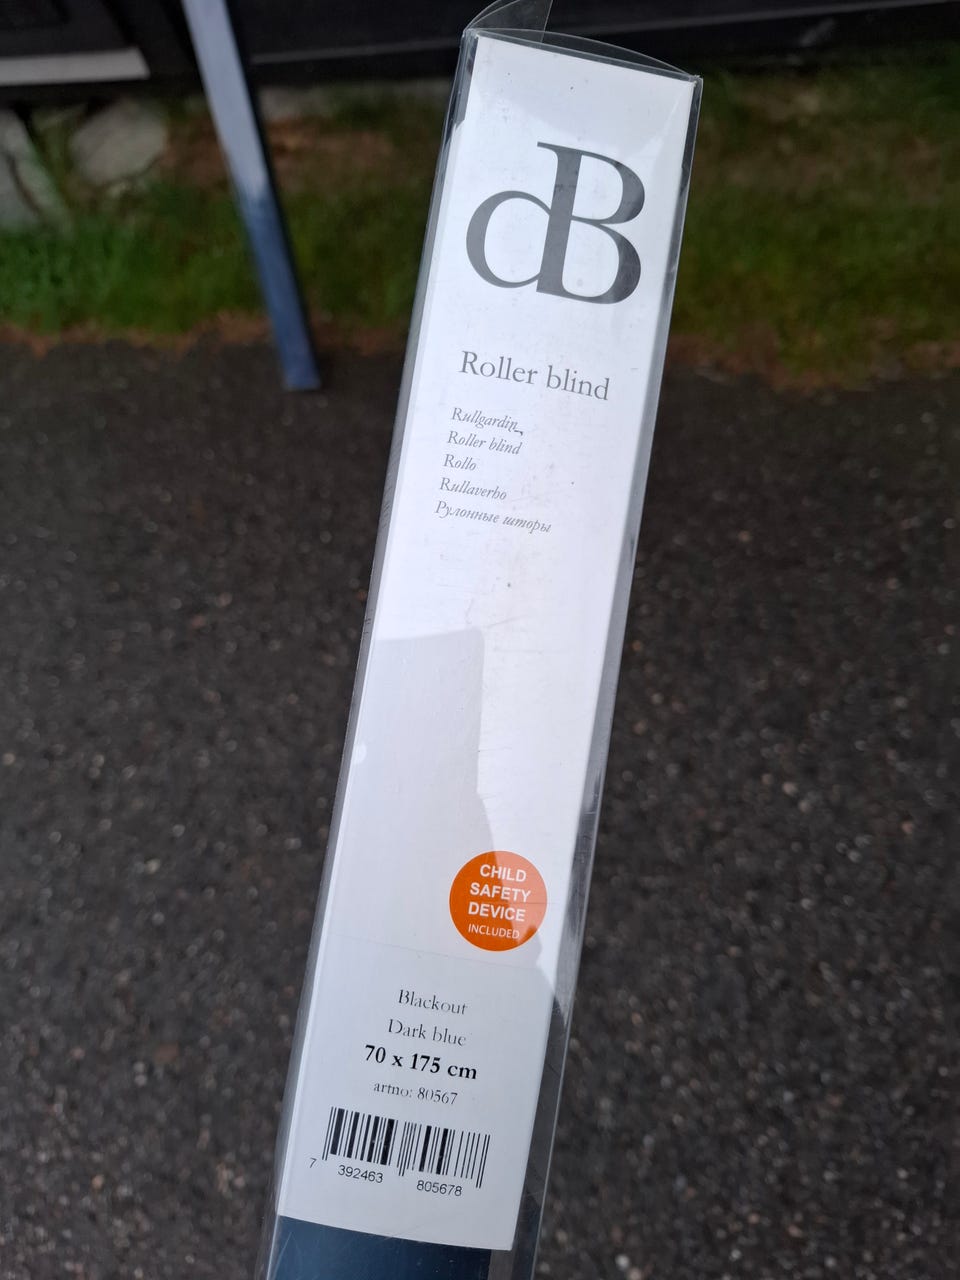 dB
Roller blind
Rullgardin
Roller blind
Rollo
Rullaverho
Рулонные шторы
CHILD
SAFETY
DEVICE
INCLUDED
Blackout
Dark blue
70 x 175 cm
artno: 80567
7 392463 805678